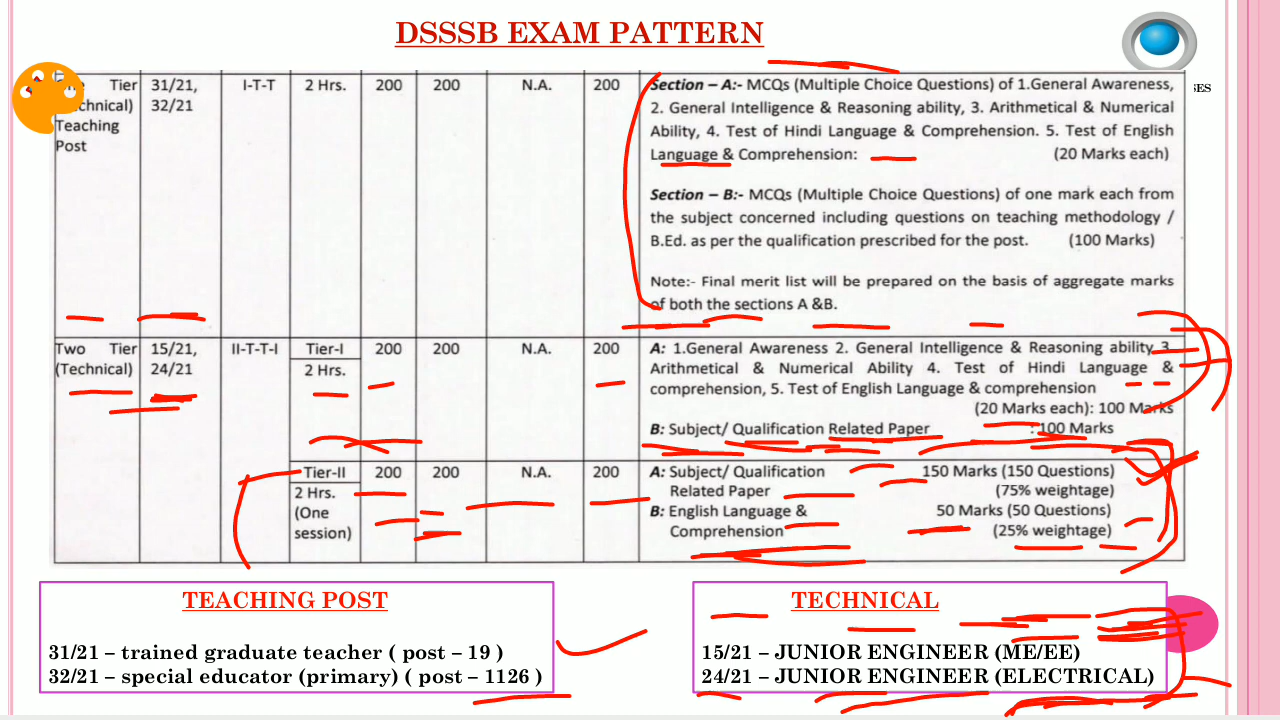 DSSSB EXAM PATTERN
SES
Tier 31/21, I-T-T 2 Hrs. 200 200 N.A. 200 Section – A:- MCQs (Multiple Choice Questions) of 1.General Awareness,
32/21 2. General Intelligence & Reasoning ability, 3. Arithmetical & Numerical
Teaching Ability, 4. Test of Hindi Language & Comprehension. 5. Test of English
Post Language & Comprehension: (20 Marks each)
Section – B:- MCQs (Multiple Choice Questions) of one mark each from
the subject concerned including questions on teaching methodology /
B.Ed. as per the qualification prescribed for the post. (100 Marks)
Note:- Final merit list will be prepared on the basis of aggregate marks
of both the sections A &B.
Two Tier 15/21, II-T-T-I Tier-I 200 200 N.A. 200 A: 1.General Awareness 2. General Intelligence & Reasoning ability 3.
(Technical) 24/21 2 Hrs. Arithmetical & Numerical Ability 4. Test of Hindi Language &
comprehension, 5. Test of English Language & comprehension
(20 Marks each): 100 Marks
B: Subject/ Qualification Related Paper : 100 Marks
Tier-II 200 200 N.A. 200 A: Subject/ Qualification 150 Marks (150 Questions)
2 Hrs. Related Paper (75% weightage)
(One B: English Language & 50 Marks (50 Questions)
session) Comprehension (25% weightage)
TEACHING POST
31/21 – trained graduate teacher ( post – 19 )
32/21 – special educator (primary) ( post – 1126 )
TECHNICAL
15/21 – JUNIOR ENGINEER (ME/EE)
24/21 – JUNIOR ENGINEER (ELECTRICAL)